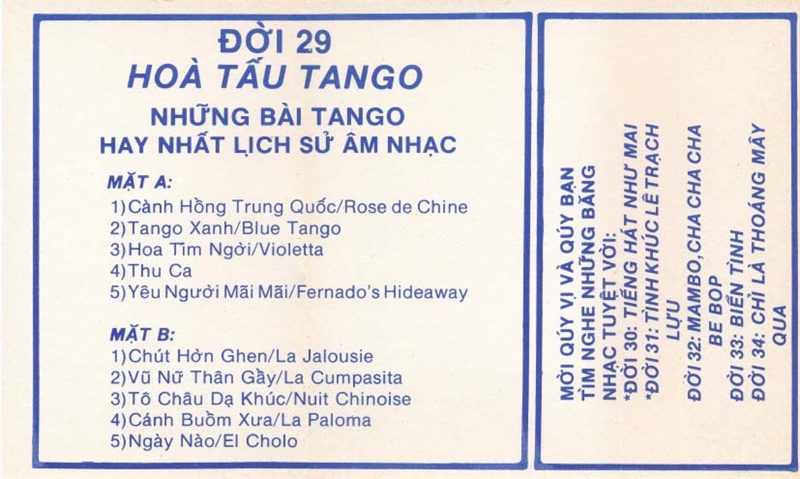 ĐỜI 29
HOÀ TẤU TANGO
NHỮNG BÀI TANGO
HAY NHẤT LỊCH SỬ ÂM NHẠC
MẶT A:
1) Cành Hồng Trung Quốc/Rose de Chine
2) Tango Xanh/Blue Tango
3) Hoa Tìm Ngời/Violetta
4) Thu Ca
5) Yêu Người Mãi Mãi/Fernado's Hideaway
MẶT B:
1) Chút Hờn Ghen/La Jalousie
2) Vũ Nữ Thân Gầy/La Cumpasita
3) Tô Châu Dạ Khúc/Nuit Chinoise
4) Cánh Buồm Xưa/La Paloma
5) Ngày Nào/El Cholo
MỜI QÚY VỊ VÀ QÚY BẠN
TÌM NGHE NHỮNG BĂNG
NHẠC TUYỆT VỜI:
*ĐỜI 30: TIẾNG HÁT NHƯ MAI
*ĐỜI 31: TÌNH KHÚC LÊ TRẠCH
LỰU
ĐỜI 32: MAMBO, CHA CHA CHA
BE BOP
ĐỜI 33: BIỂN TÌNH
ĐỜI 34: CHỈ LÀ THOÁNG MÂY
QUA